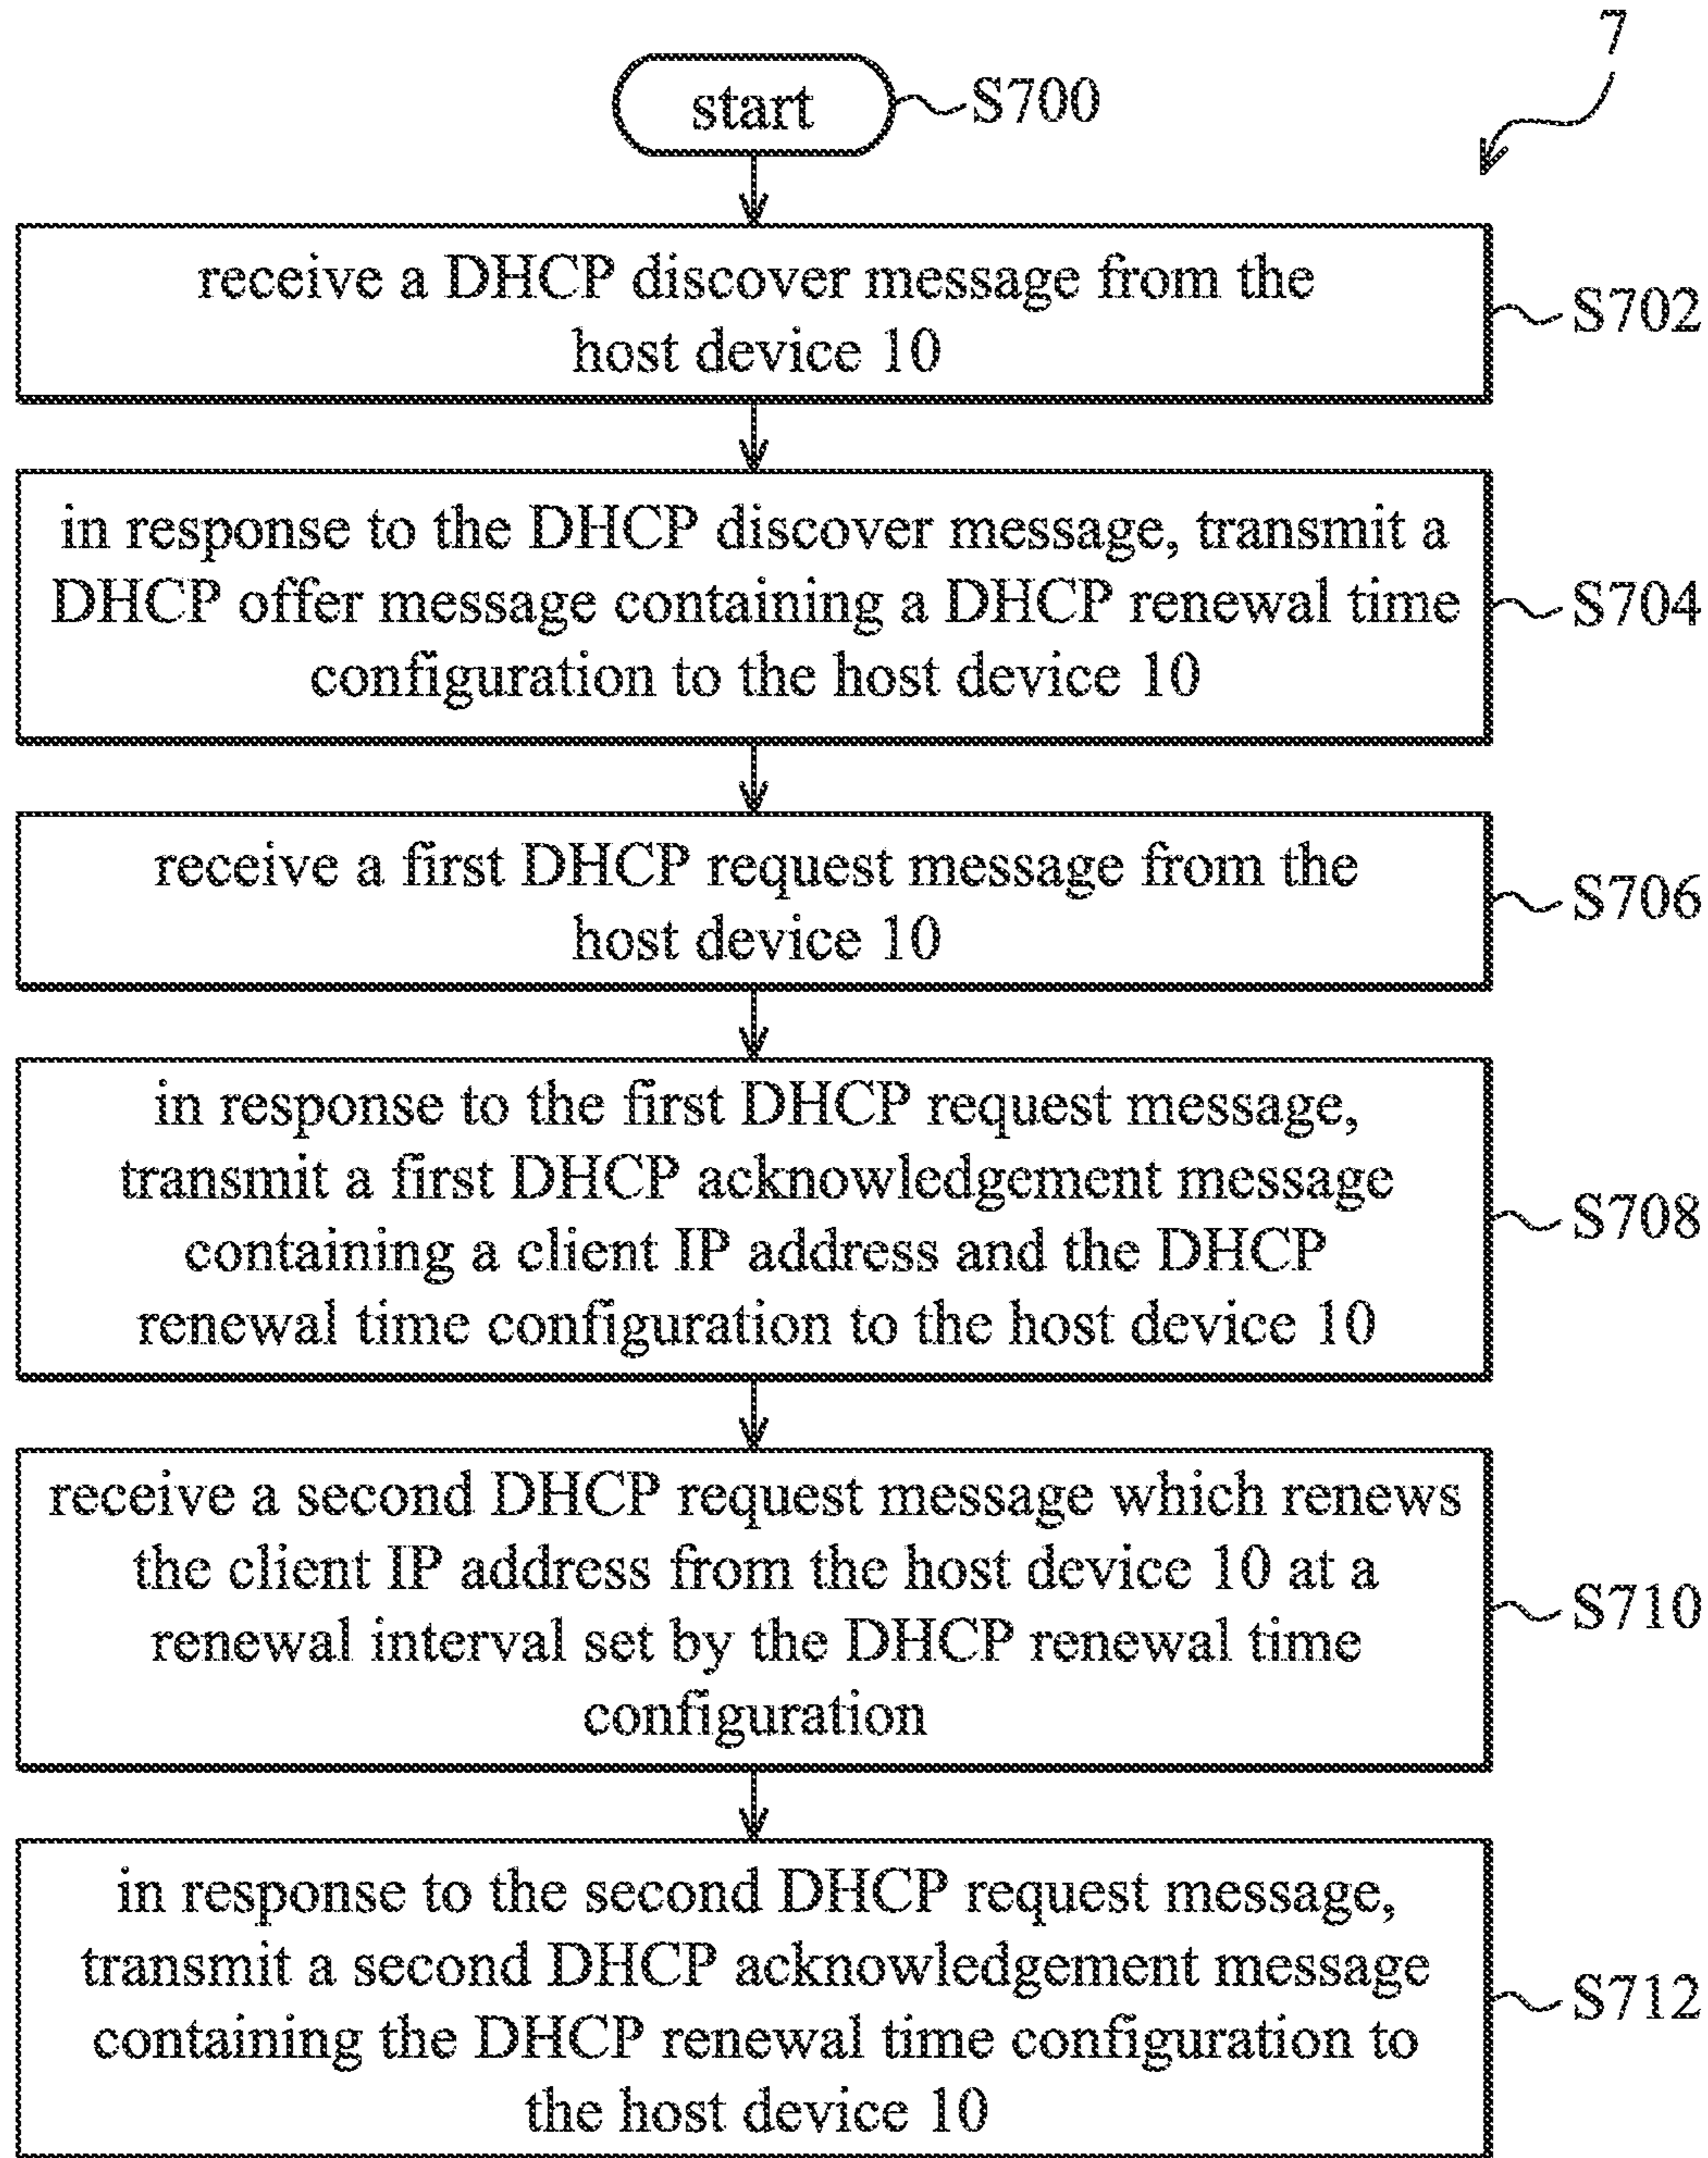 7
start
S700
receive a DHCP discover message from the
host device 10
S702
in response to the DHCP discover message, transmit a
DHCP offer message containing a DHCP renewal time
configuration to the host device 10
S704
receive a first DHCP request message from the
host device 10
S706
in response to the first DHCP request message,
transmit a first DHCP acknowledgement message
containing a client IP address and the DHCP
renewal time configuration to the host device 10
S708
receive a second DHCP request message which renews
the client IP address from the host device 10 at a
renewal interval set by the DHCP renewal time
configuration
S710
in response to the second DHCP request message,
transmit a second DHCP acknowledgement message
containing the DHCP renewal time configuration to
the host device 10
S712